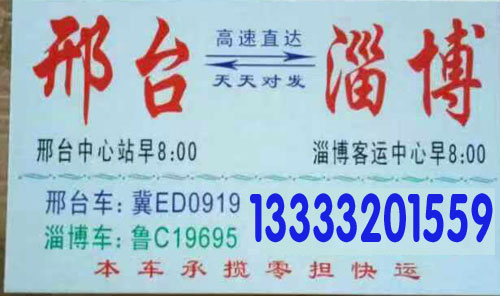 邢台 高速直达 淄博
天天对发
邢台中心站早8:00 淄博客运中心早8:00
邢台车:冀ED0919 13333201559
淄博车:鲁C19695
本车承揽零担快运